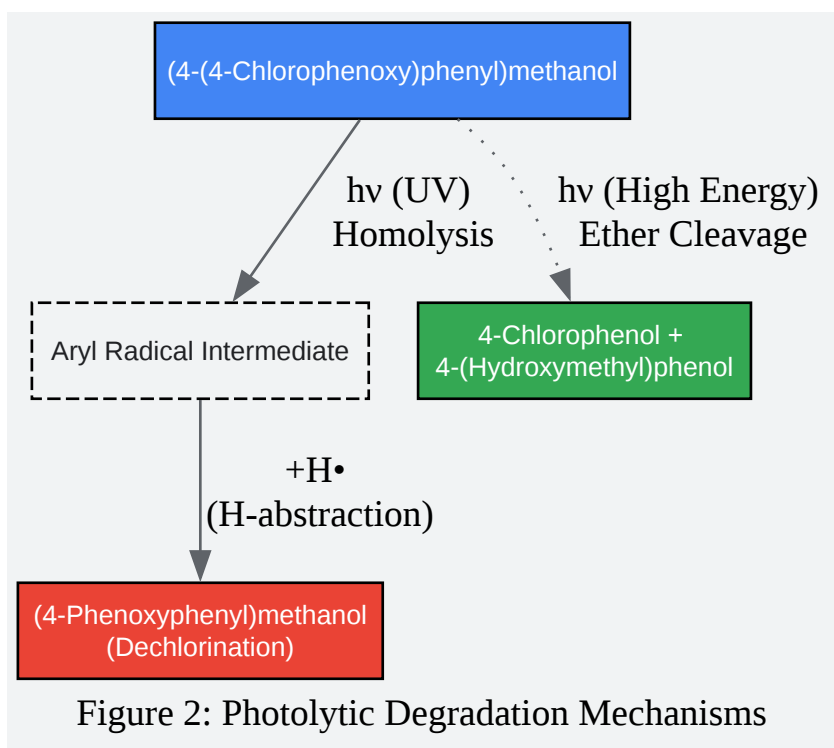 (4-(4-Chlorophenoxy)phenyl)methanol
hν (UV)
Homolysis
hν (High Energy)
Ether Cleavage
Aryl Radical Intermediate
4-Chlorophenol +
4-(Hydroxymethyl)phenol
+H•
(H-abstraction)
(4-Phenoxyphenyl)methanol
(Dechlorination)
Figure 2: Photolytic Degradation Mechanisms